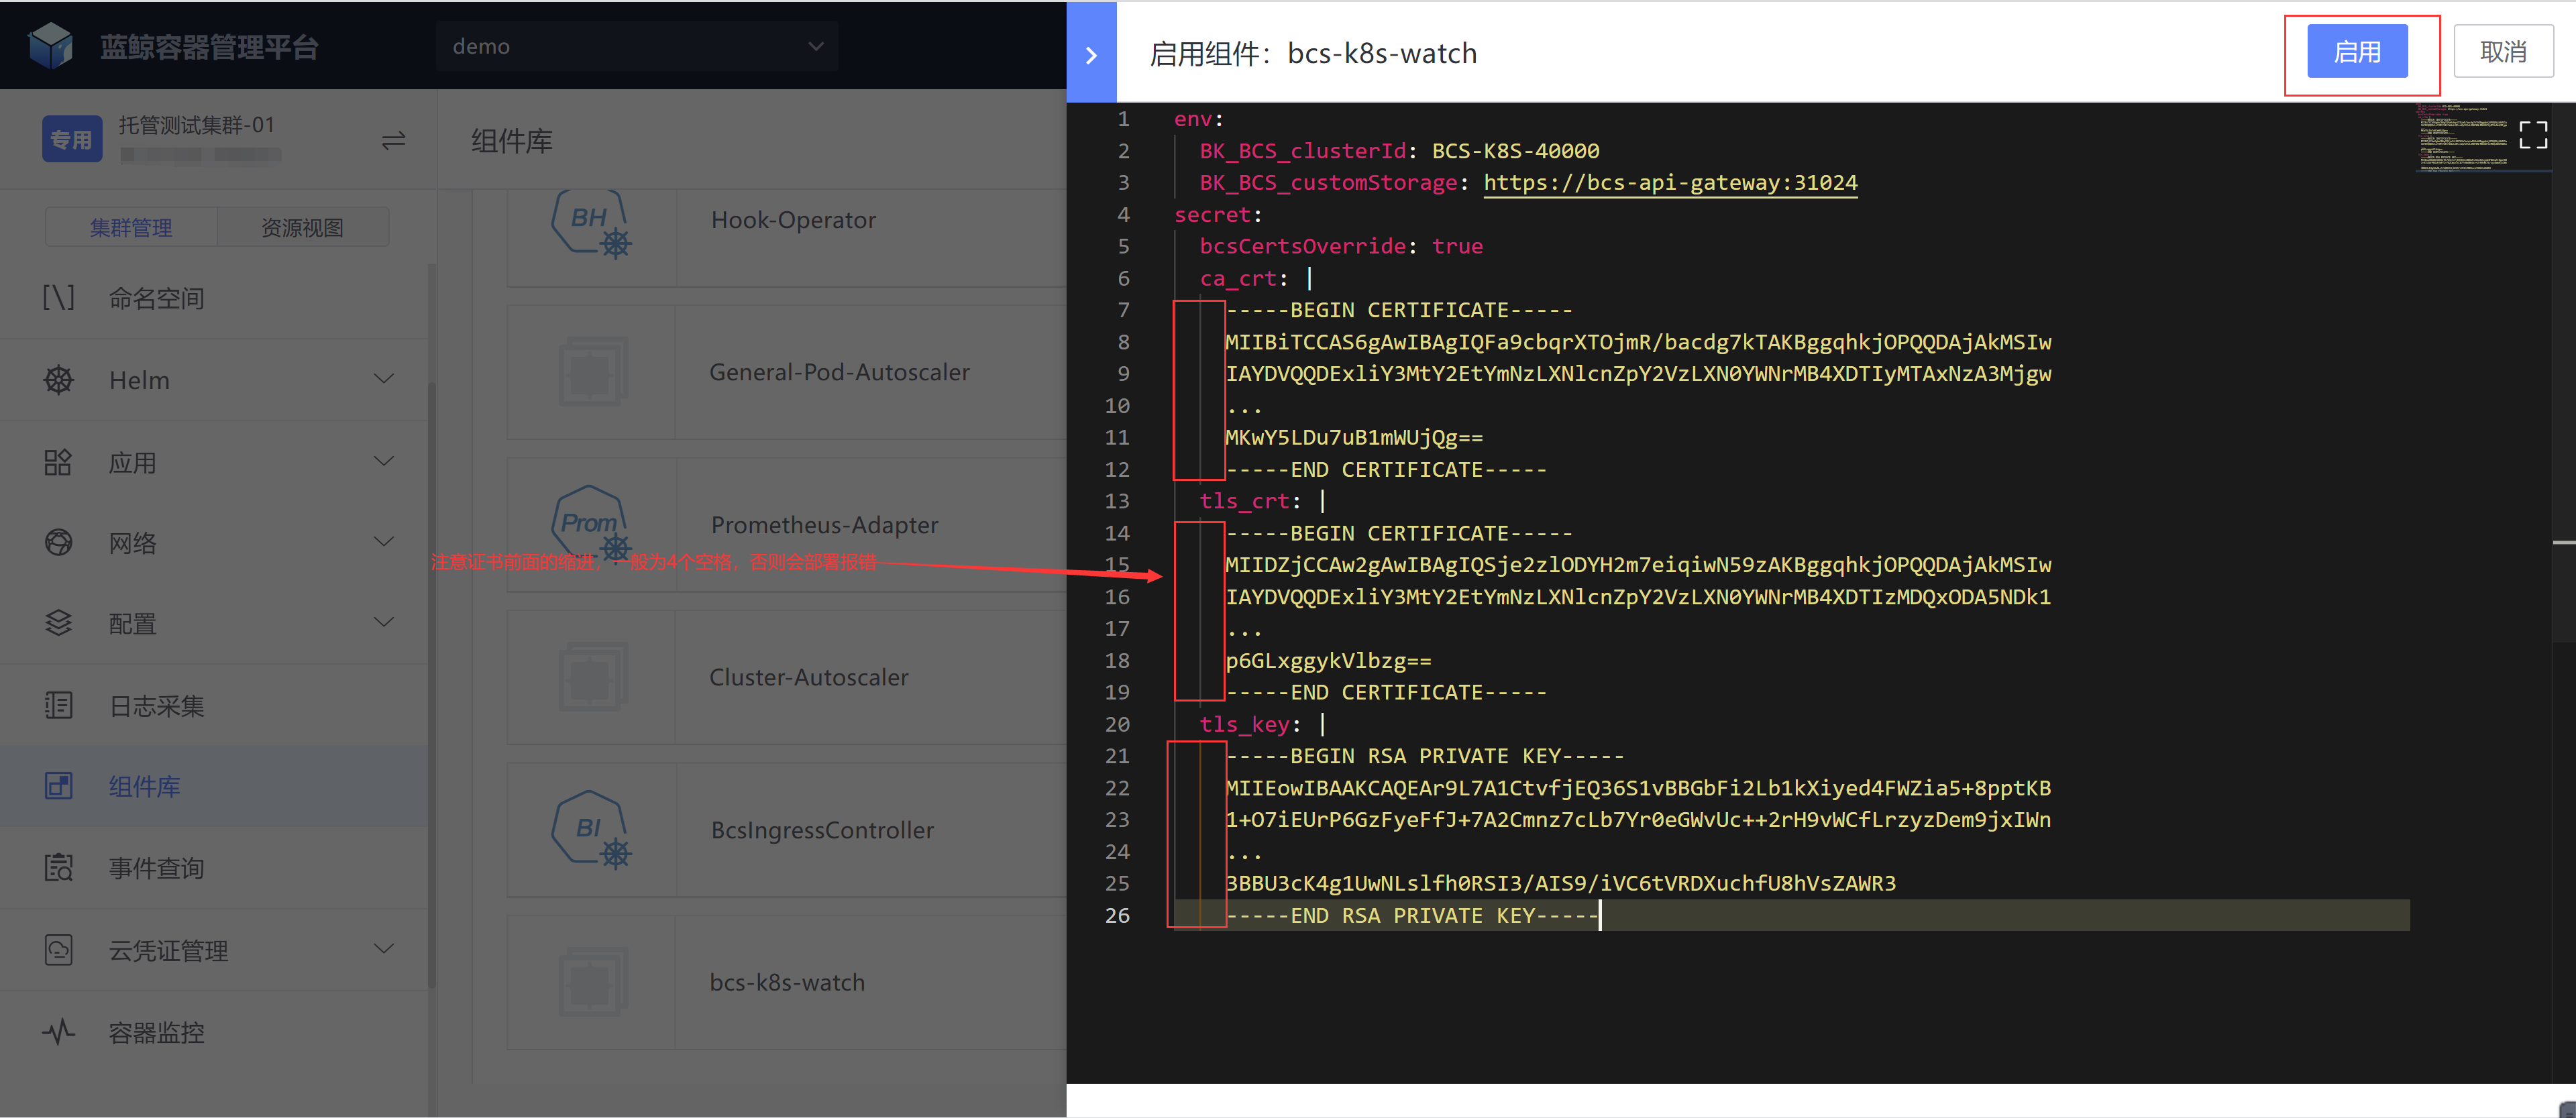 蓝鲸容器管理平台
demo
专用
托管测试集群-01
集群管理
资源视图
命名空间
Helm
应用
网络
配置
日志采集
组件库
事件查询
云凭证管理
容器监控
组件库
BH
Hook-Operator
General-Pod-Autoscaler
Prom
Prometheus-Adapter
Cluster-Autoscaler
BI
BcsIngressController
bcs-k8s-watch
注意证书前面的缩进，一般为4个空格，否则会部署报错
启用组件：bcs-k8s-watch
启用
取消
1 env:
2 BK_BCS_clusterId: BCS-K8S-40000
3 BK_BCS_customStorage: https://bcs-api-gateway:31024
4 secret:
5 bcsCertsOverride: true
6 ca_crt: |
7 -----BEGIN CERTIFICATE-----
8 MIIBiTCCAS6gAwIBAgIQFa9cbqrXTOjmR/bacdg7kTAKBggqhkjOPQQDAjAkMSIw
9 IAYDVQQDExliY3MtY2EtYmNzLXNlcnZpY2VzLXN0YWNrMB4XDTIyMTAxNzA3Mjgw
10 ...
11 MKwY5LDu7uB1mWUjQg==
12 -----END CERTIFICATE-----
13 tls_crt: |
14 -----BEGIN CERTIFICATE-----
15 MIIDZjCCAw2gAwIBAgIQSje2zlODYH2m7eiqiwN59zAKBggqhkjOPQQDAjAkMSIw
16 IAYDVQQDExliY3MtY2EtYmNzLXNlcnZpY2VzLXN0YWNrMB4XDTIzMDQxODA5NDk1
17 ...
18 p6GLxggykVlbzg==
19 -----END CERTIFICATE-----
20 tls_key: |
21 -----BEGIN RSA PRIVATE KEY-----
22 MIIEowIBAAKCAQEAr9L7A1CtvfjEQ36S1vBBGbFi2Lb1kXiyed4FWZia5+8pptKB
23 1+O7iEUrP6GzFyeFfJ+7A2Cmnz7cLb7Yr0eGWvUc++2rH9vWCfLrzyzDem9jxIWn
24 ...
25 3BBU3cK4g1UwNLslfh0RSI3/AIS9/iVC6tVRDXuchfU8hVsZAWR3
26 -----END RSA PRIVATE KEY-----